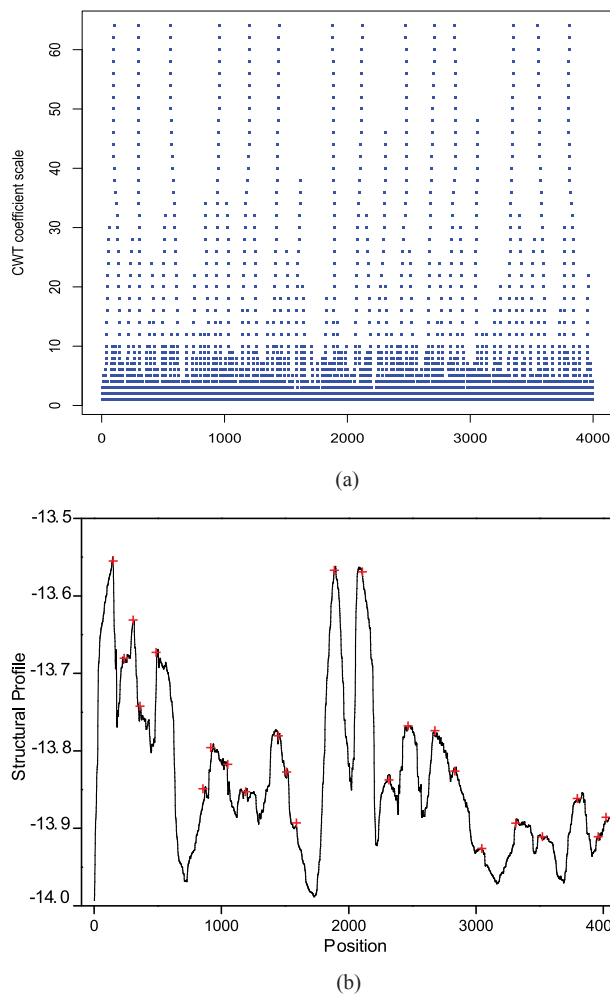 60
50
40
30
20
10
0
CWT coefficient scale
0 1000 2000 3000 4000
(a)
-13.5
-13.6
-13.7
-13.8
-13.9
-14.0
Structural Profile
0 1000 2000 3000 400
Position
(b)